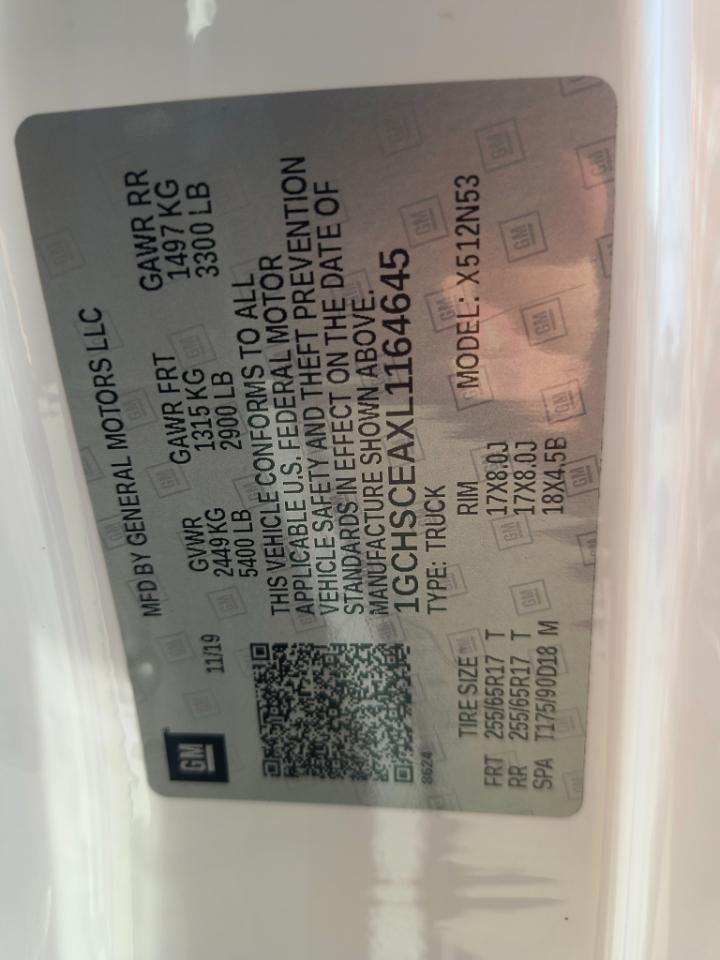 GM
MFD BY GENERAL MOTORS LLC
11/19
GVWR GAWR FRT GAWR RR
2449 KG 1315 KG 1497 KG
5400 LB 2900 LB 3300 LB
THIS VEHICLE CONFORMS TO ALL
APPLICABLE U.S. FEDERAL MOTOR
VEHICLE SAFETY AND THEFT PREVENTION
STANDARDS IN EFFECT ON THE DATE OF
MANUFACTURE SHOWN ABOVE.
1GCHSCEAXL1164645
8624
TYPE: TRUCK MODEL: X512N53
TIRE SIZE RIM
FRT 255/65R17 T 17X8.0J
RR 255/65R17 T 17X8.0J
SPA T175/90D18 M 18X4.5B